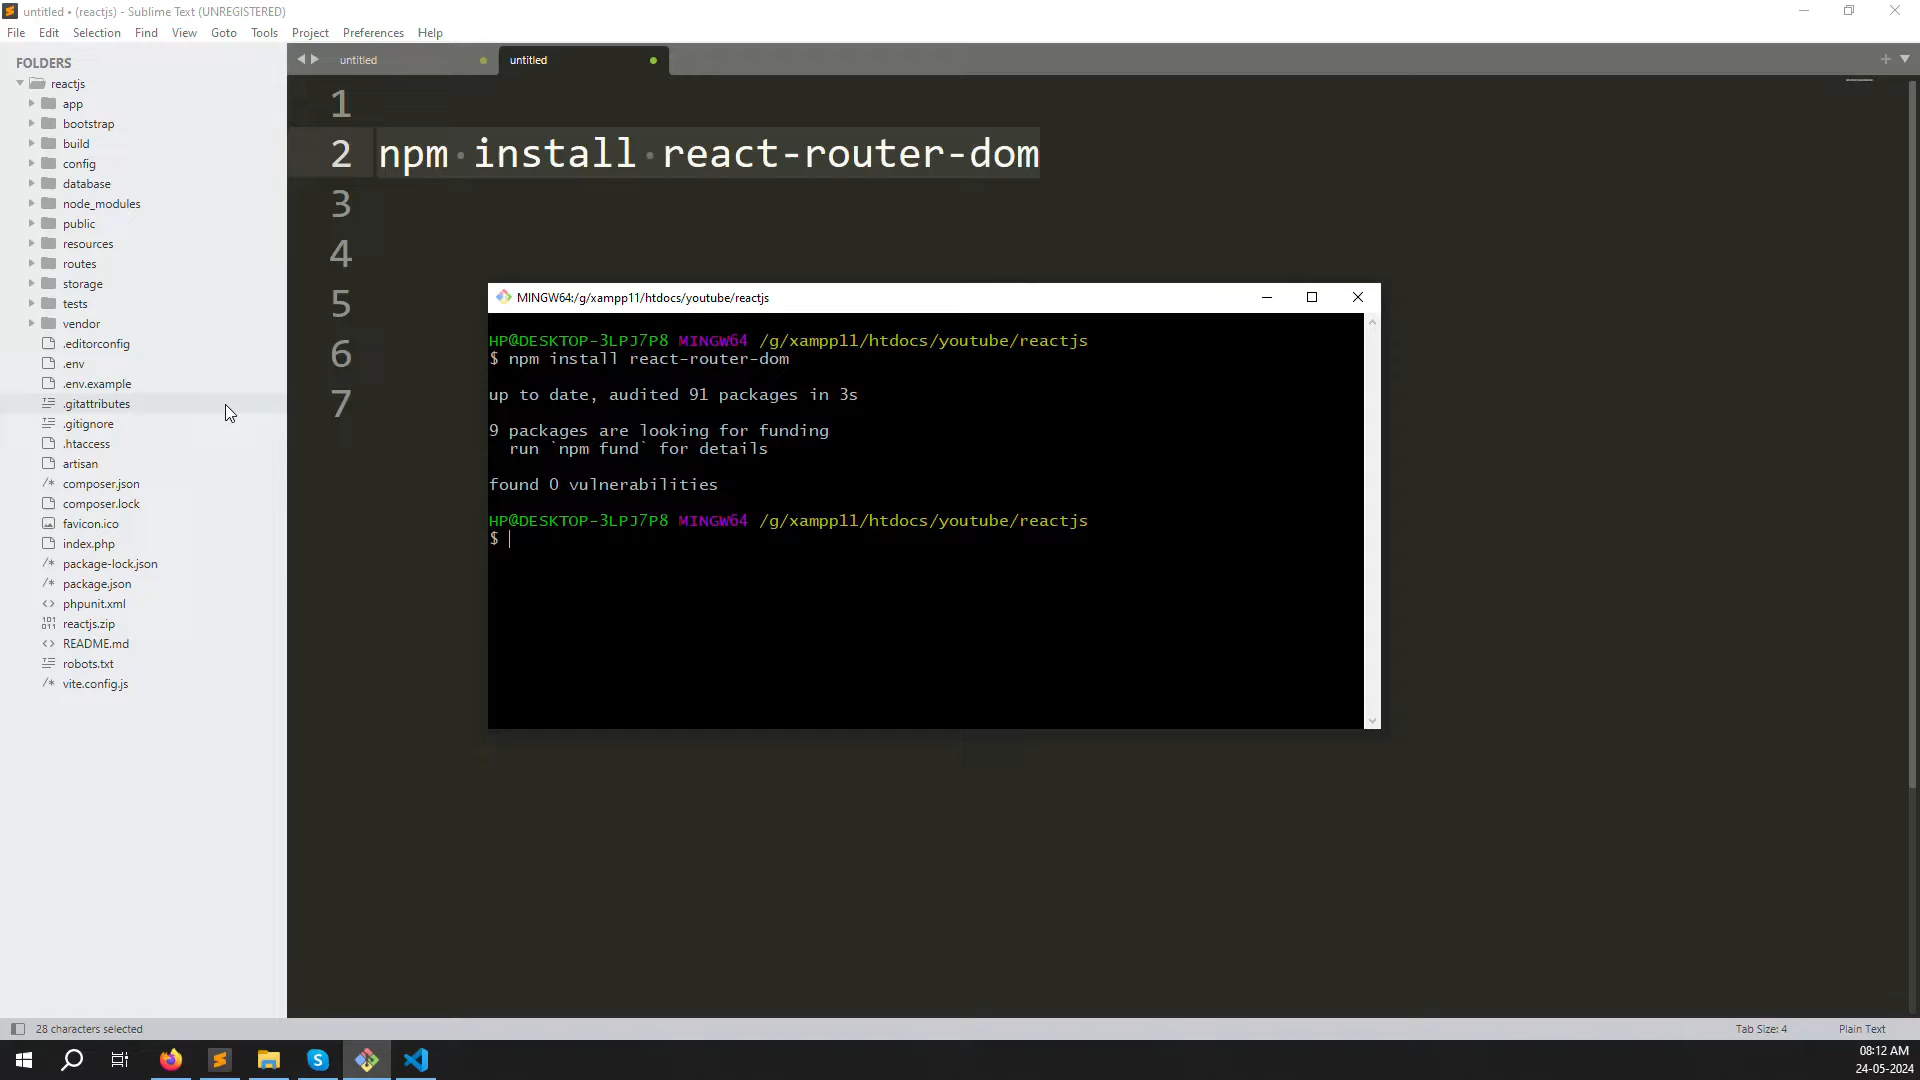 untitled • (reactjs) - Sublime Text (UNREGISTERED)
File Edit Selection Find View Goto Tools Project Preferences Help
FOLDERS
reactjs
app
bootstrap
build
config
database
node_modules
public
resources
routes
storage
tests
vendor
.editorconfig
.env
.env.example
.gitattributes
.gitignore
.htaccess
artisan
composer.json
composer.lock
favicon.ico
index.php
package-lock.json
package.json
phpunit.xml
reactjs.zip
README.md
robots.txt
vite.config.js
untitled
untitled
1
2 npm install react-router-dom
3
4
5
6
7
MINGW64:/g/xampp11/htdocs/youtube/reactjs
HP@DESKTOP-3LPJ7P8 MINGW64 /g/xampp11/htdocs/youtube/reactjs
$ npm install react-router-dom
up to date, audited 91 packages in 3s
9 packages are looking for funding
run `npm fund` for details
found 0 vulnerabilities
HP@DESKTOP-3LPJ7P8 MINGW64 /g/xampp11/htdocs/youtube/reactjs
$
28 characters selected
Tab Size: 4
Plain Text
08:12 AM
24-05-2024